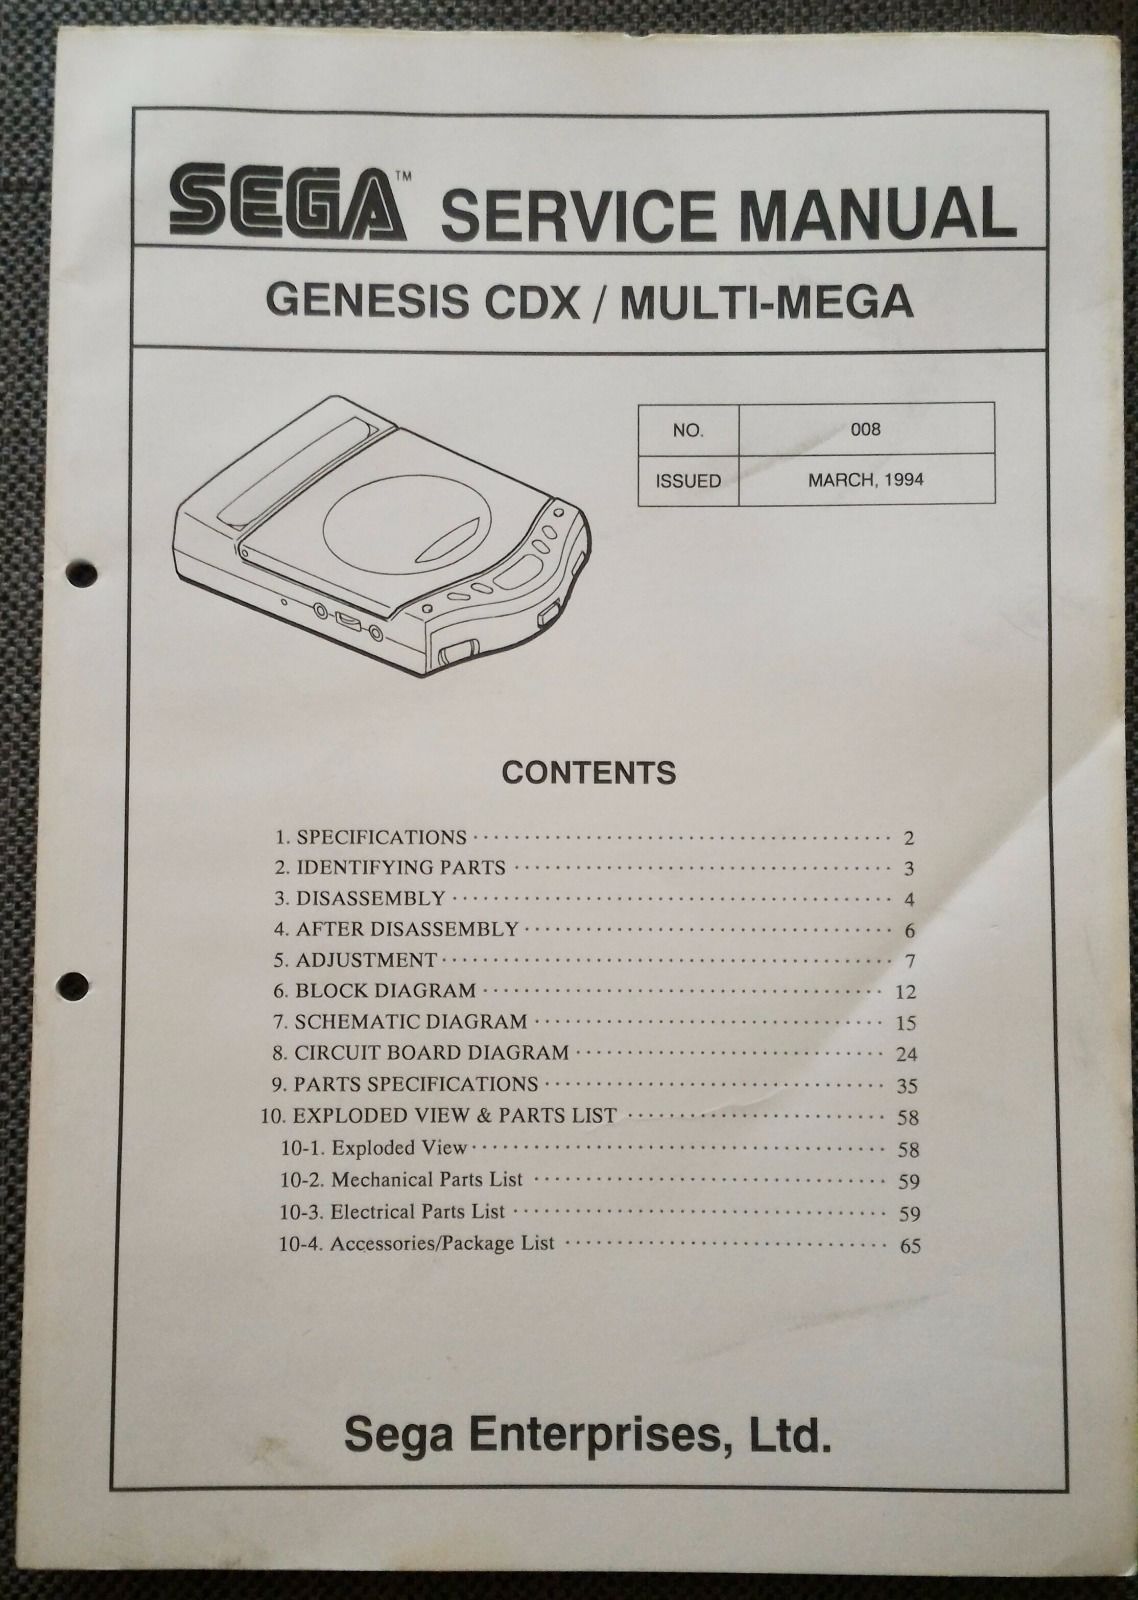 SEGA™ SERVICE MANUAL
GENESIS CDX / MULTI-MEGA
NO. 008
ISSUED MARCH, 1994
CONTENTS
1. SPECIFICATIONS ········································· 2
2. IDENTIFYING PARTS ····································· 3
3. DISASSEMBLY ··········································· 4
4. AFTER DISASSEMBLY ···································· 6
5. ADJUSTMENT ············································ 7
6. BLOCK DIAGRAM ······································· 12
7. SCHEMATIC DIAGRAM ·································· 15
8. CIRCUIT BOARD DIAGRAM ······························ 24
9. PARTS SPECIFICATIONS ································· 35
10. EXPLODED VIEW & PARTS LIST ···························· 58
10-1. Exploded View ········································· 58
10-2. Mechanical Parts List ··································· 59
10-3. Electrical Parts List ····································· 59
10-4. Accessories/Package List ································ 65
Sega Enterprises, Ltd.